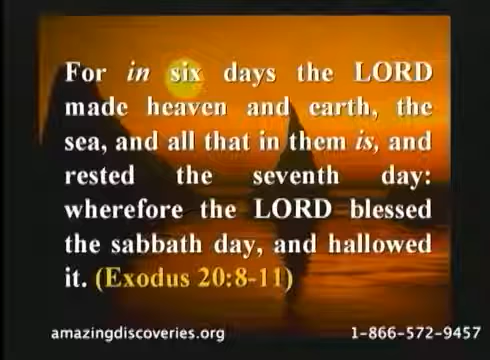 For in six days the LORD
made heaven and earth, the
sea, and all that in them is, and
rested the seventh day:
wherefore the LORD blessed
the sabbath day, and hallowed
it. (Exodus 20:8-11)
amazingdiscoveries.org 1-866-572-9457